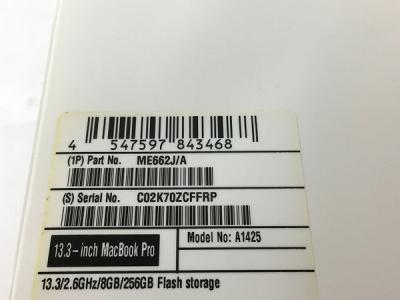 4 547597 843468
(1P) Part No. ME662J/A
(S) Serial No. C02K70ZCFFRP
13.3-inch MacBook Pro
Model No: A1425
13.3/2.6GHz/8GB/256GB Flash storage